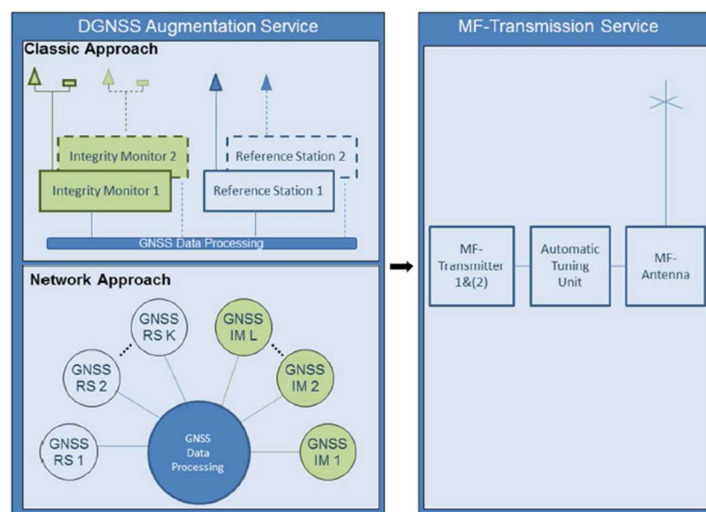 DGNSS Augmentation Service
Classic Approach
Integrity Monitor 2
Integrity Monitor 1
Reference Station 2
Reference Station 1
GNSS Data Processing
Network Approach
GNSS
RS K
GNSS
IM L
GNSS
RS 2
GNSS
IM 2
GNSS
RS 1
GNSS
Data
Processing
GNSS
IM 1
MF-Transmission Service
MF-
Transmitter
1&(2)
Automatic
Tuning
Unit
MF-
Antenna